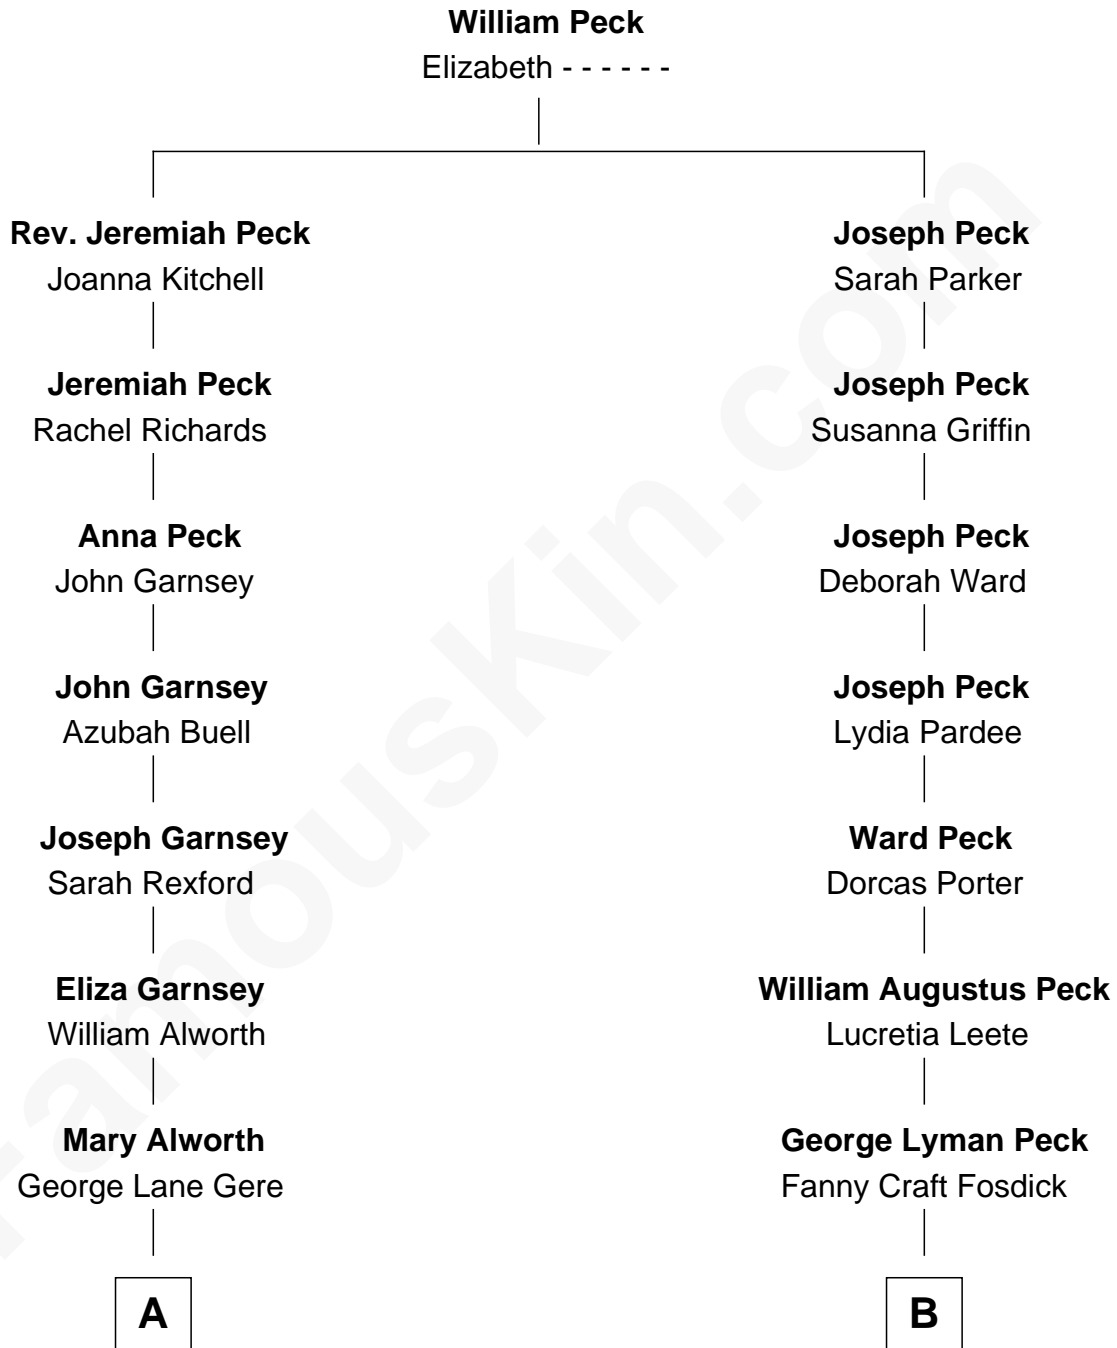 William Peck
Elizabeth - - - - - -
Rev. Jeremiah Peck
Joanna Kitchell
Joseph Peck
Sarah Parker
Jeremiah Peck
Rachel Richards
Joseph Peck
Susanna Griffin
Anna Peck
John Garnsey
Joseph Peck
Deborah Ward
John Garnsey
Azubah Buell
Joseph Peck
Lydia Pardee
Joseph Garnsey
Sarah Rexford
Ward Peck
Dorcas Porter
Eliza Garnsey
William Alworth
William Augustus Peck
Lucretia Leete
Mary Alworth
George Lane Gere
George Lyman Peck
Fanny Craft Fosdick
A
B
FamousKin.com